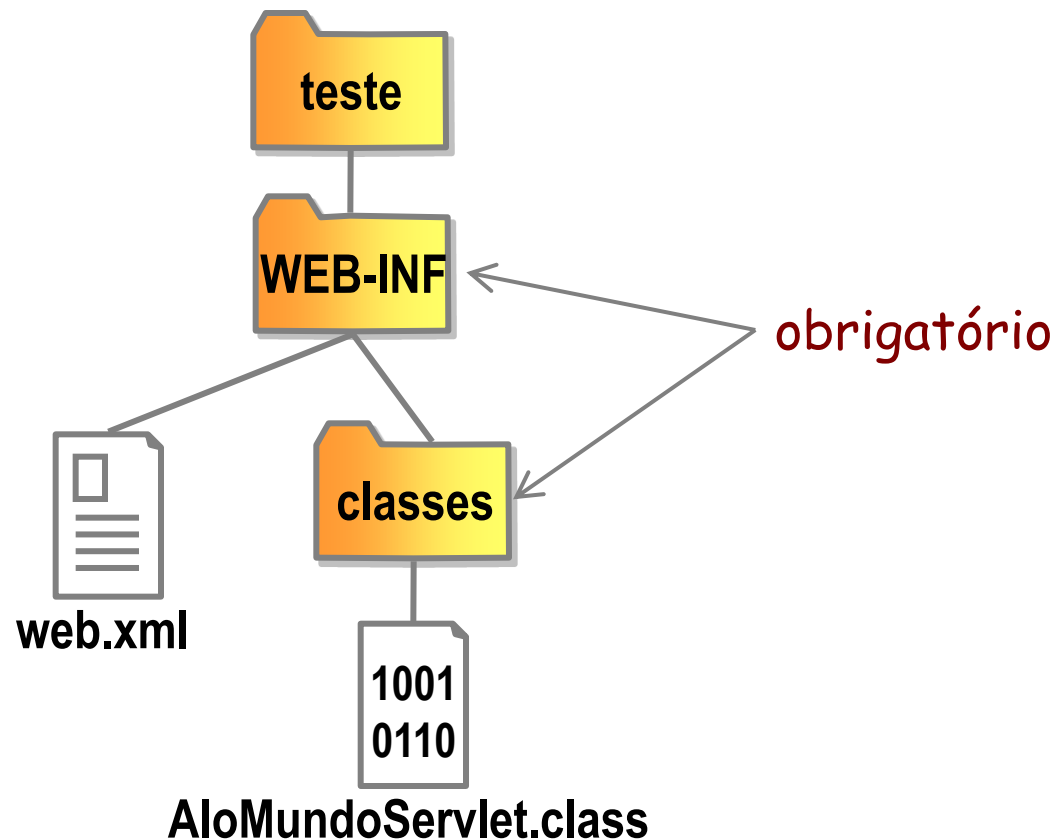 teste
WEB-INF
obrigatório
classes
web.xml
1001
0110
AloMundoServlet.class